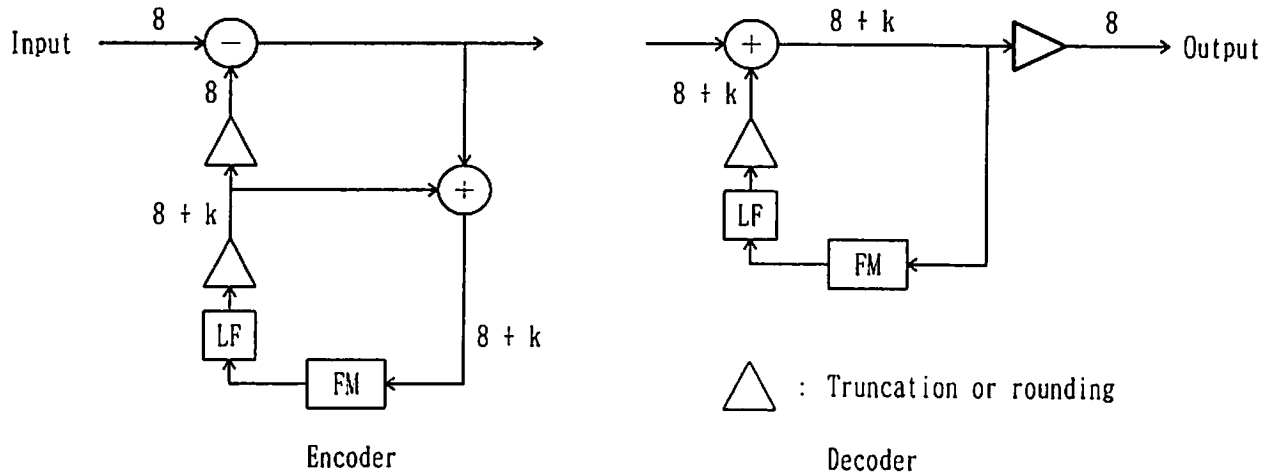 Input
8
−
8
8 + k
+
LF
FM
8 + k
Encoder
+
8 + k
8
Output
8 + k
LF
FM
: Truncation or rounding
Decoder